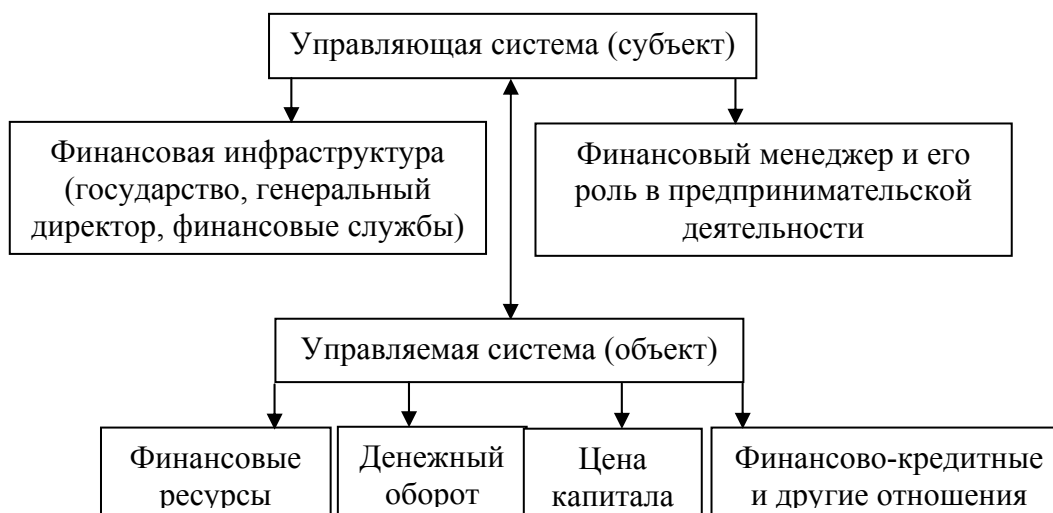 Управляющая система (субъект)
Финансовая инфраструктура
(государство, генеральный
директор, финансовые службы)
Финансовый менеджер и его
роль в предпринимательской
деятельности
Управляемая система (объект)
Финансовые
ресурсы
Денежный
оборот
Цена
капитала
Финансово-кредитные
и другие отношения